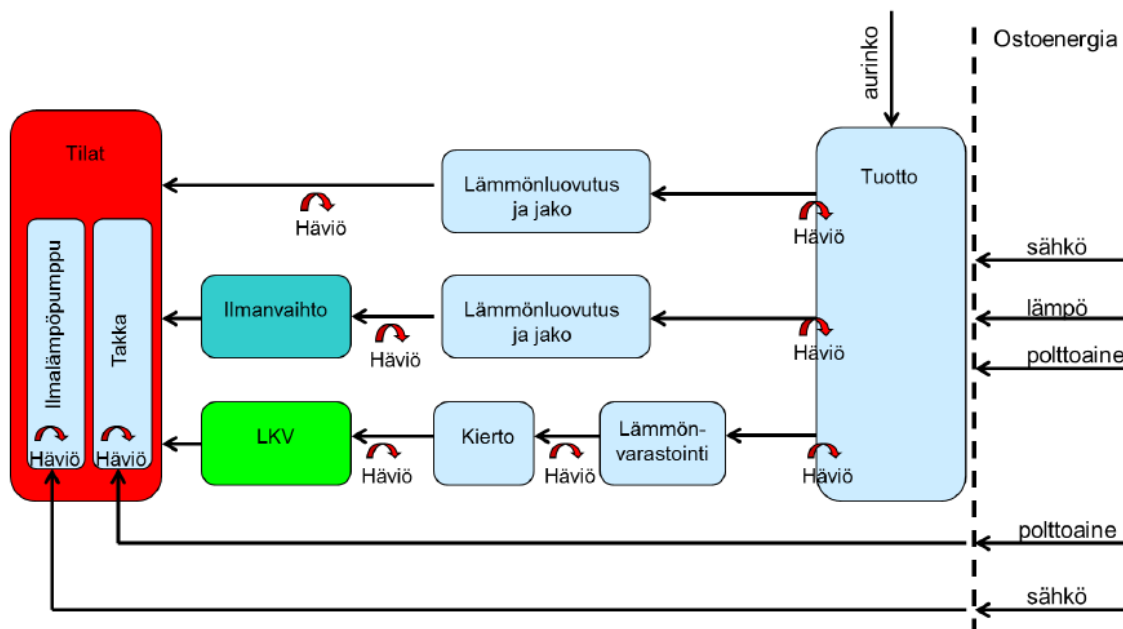 Ostoenergia
aurinko
Tilat
Lämmönluovutus
ja jako
Tuotto
Häviö
Häviö
sähkö
Ilmalämpöpumppu
Takka
Ilmanvaihto
Lämmönluovutus
ja jako
lämpö
Häviö
Häviö
polttoaine
LKV
Kierto
Lämmön-
varastointi
Häviö
Häviö
Häviö
Häviö
Häviö
polttoaine
sähkö